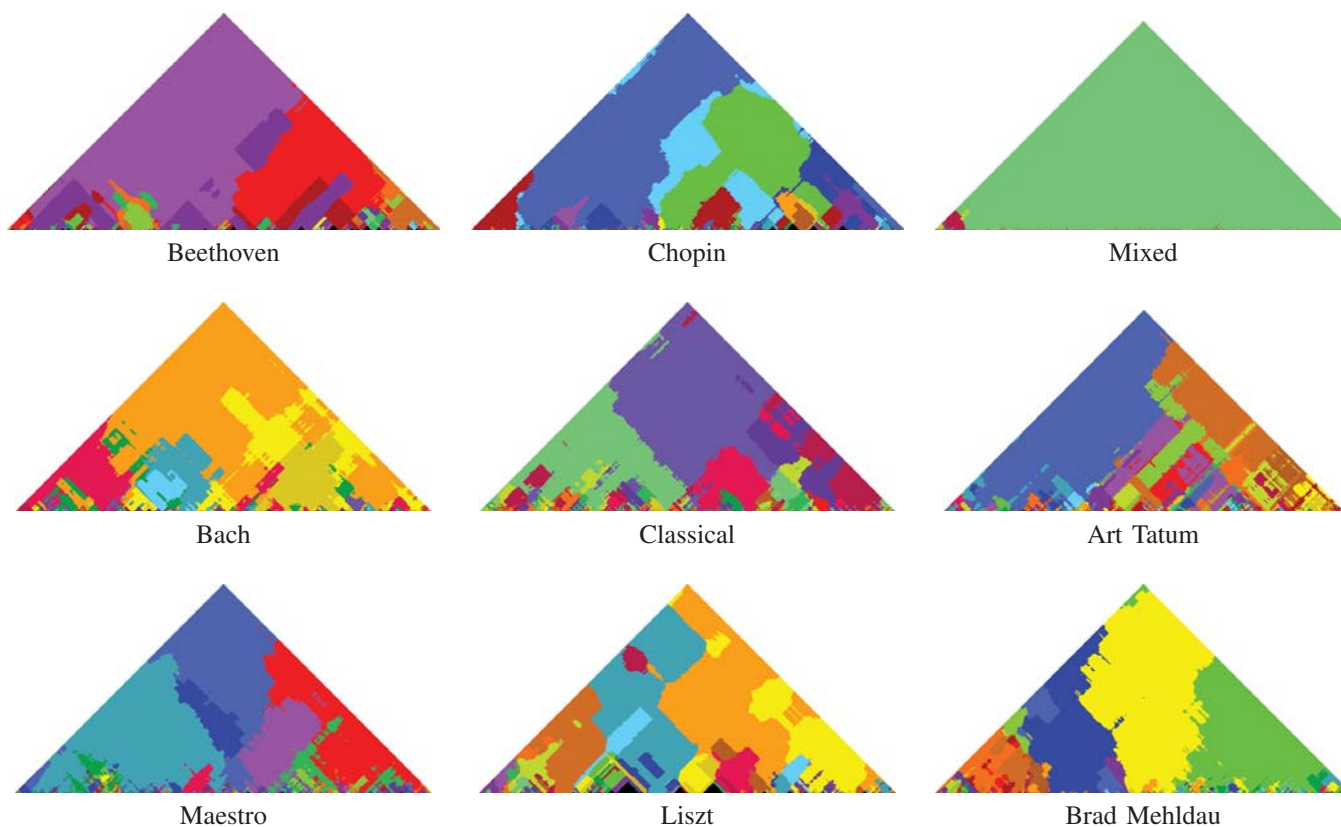 Beethoven
Chopin
Mixed
Bach
Classical
Art Tatum
Maestro
Liszt
Brad Mehldau